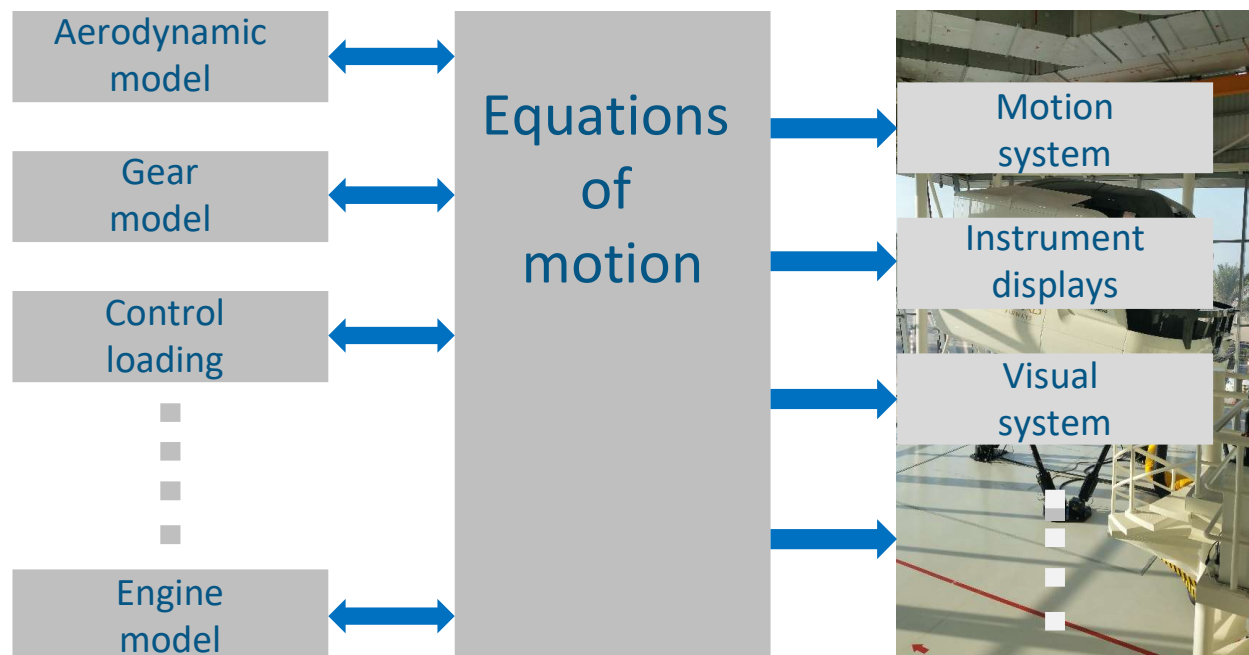 Aerodynamic
model
Gear
model
Control
loading
Engine
model
Equations
of
motion
Motion
system
Instrument
displays
Visual
system